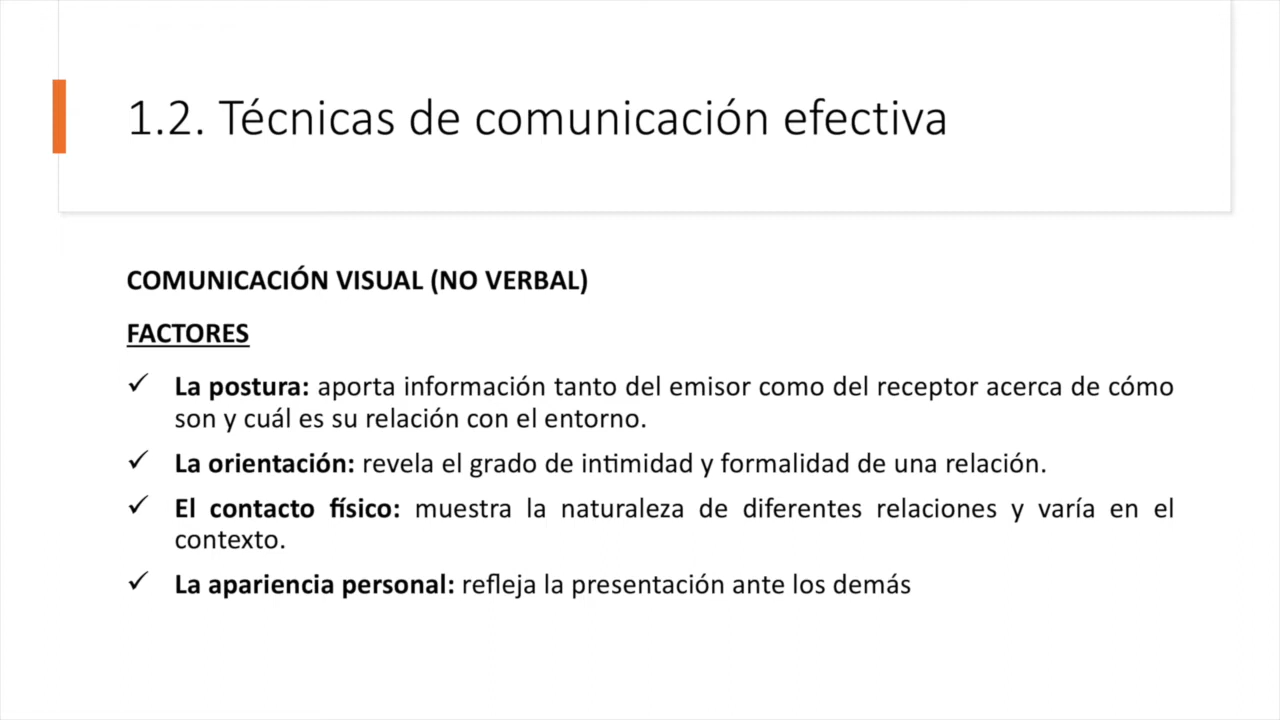 1.2. Técnicas de comunicación efectiva
COMUNICACIÓN VISUAL (NO VERBAL)
FACTORES
✓ La postura: aporta información tanto del emisor como del receptor acerca de cómo
son y cuál es su relación con el entorno.
✓ La orientación: revela el grado de intimidad y formalidad de una relación.
✓ El contacto físico: muestra la naturaleza de diferentes relaciones y varía en el
contexto.
✓ La apariencia personal: refleja la presentación ante los demás